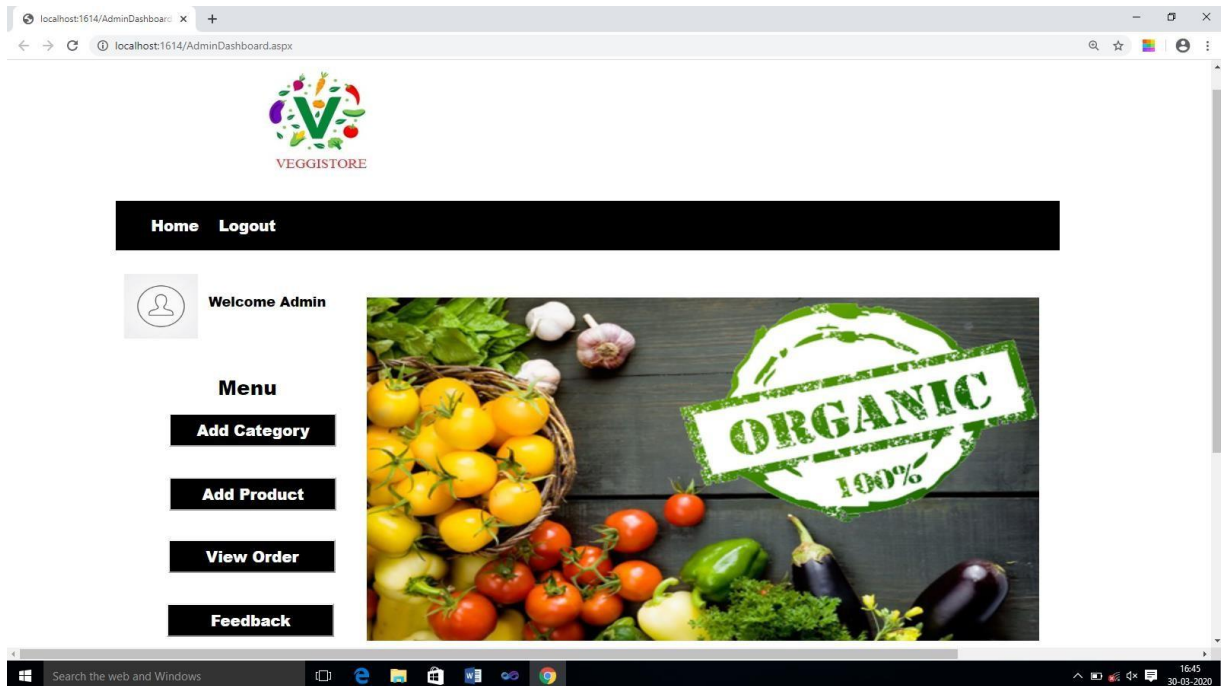 localhost:1614/AdminDashboard
localhost:1614/AdminDashboard.aspx
V
VEGGISTORE
Home Logout
Welcome Admin
ORGANIC
100%
Menu
Add Category
Add Product
View Order
Feedback
Search the web and Windows
16:45
30-03-2020